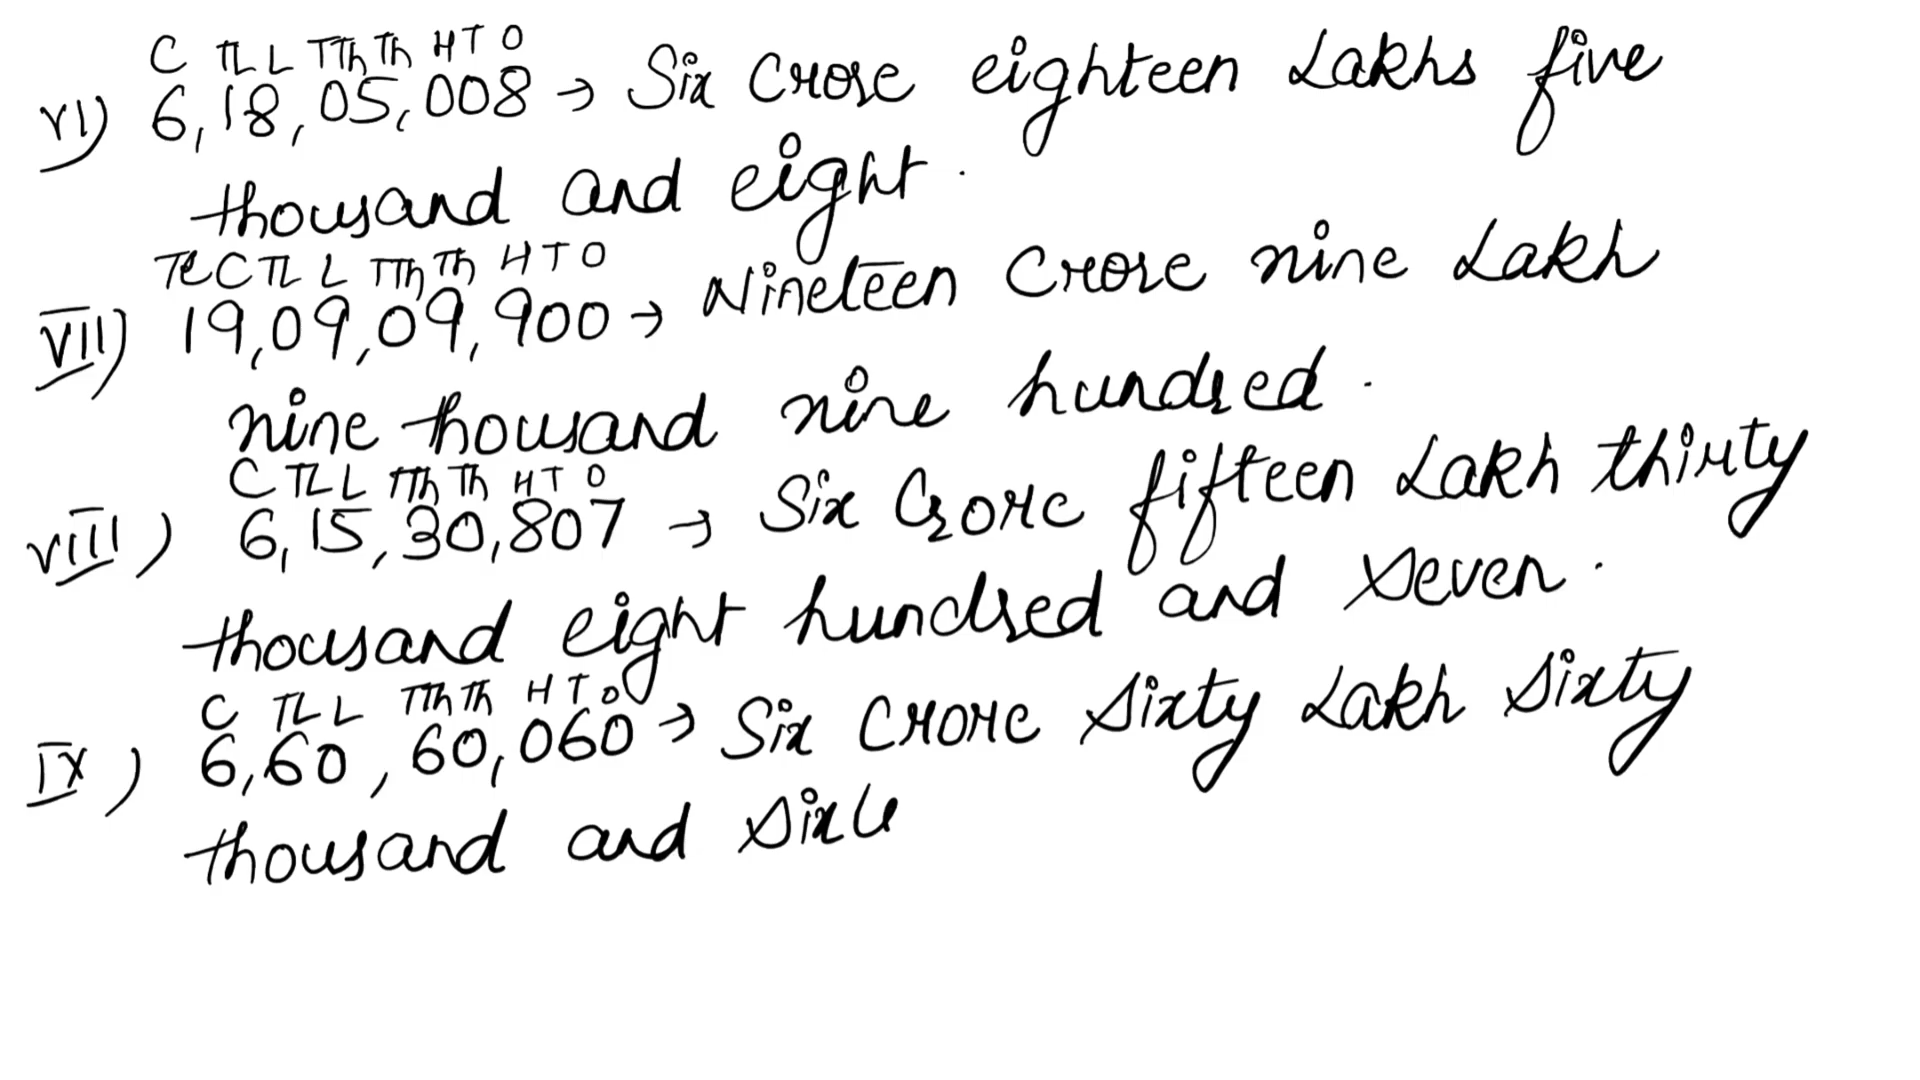 C TL L TTh Th H T O
vi) 6,18,05,008 → Six Crore eighteen Lakhs five
thousand and eight.
TC C TL L TTh Th H T O
vii) 19,09,09,900 → Nineteen Crore nine Lakh
nine thousand nine hundred.
C TL L TTh Th H T O
viii) 6,15,30,807 → Six Crore fifteen Lakh thirty
thousand eight hundred and seven.
C TL L TTh Th H T O
ix) 6,60,60,060 → Six Crore Sixty Lakh Sixty
thousand and